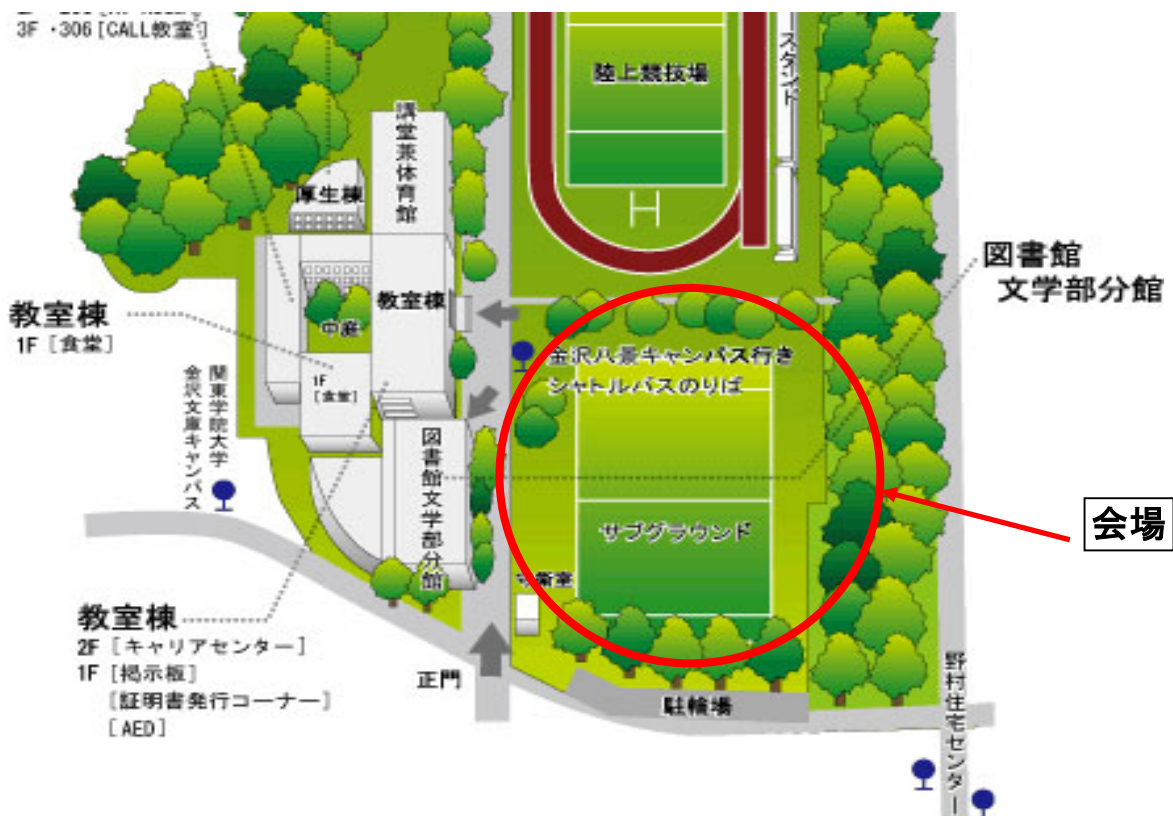 3F ・306 [CALL教室]
陸上競技場
スタンド
講堂兼体育館
厚生棟
図書館
文学部分館
教室棟
1F [食堂]
中庭
教室棟
金沢八景キャンパス行き
シャトルバスのりば
1F
[食堂]
関東学院大学
金沢文庫キャンパス
図書館文学部分館
サブグラウンド
会場
守衛室
教室棟
2F [キャリアセンター]
1F [掲示板]
[証明書発行コーナー]
[AED]
正門
駐輪場
野村住宅センター